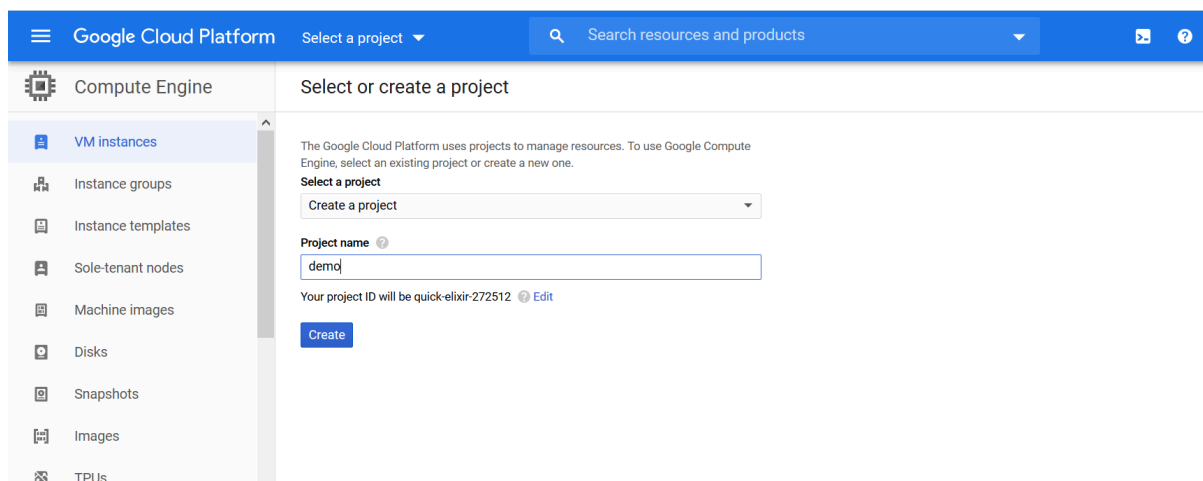 Google Cloud Platform
Select a project
Search resources and products
Compute Engine
VM instances
Instance groups
Instance templates
Sole-tenant nodes
Machine images
Disks
Snapshots
Images
TPUs
Select or create a project
The Google Cloud Platform uses projects to manage resources. To use Google Compute
Engine, select an existing project or create a new one.
Select a project
Create a project
Project name
demo
Your project ID will be quick-elixir-272512 Edit
Create